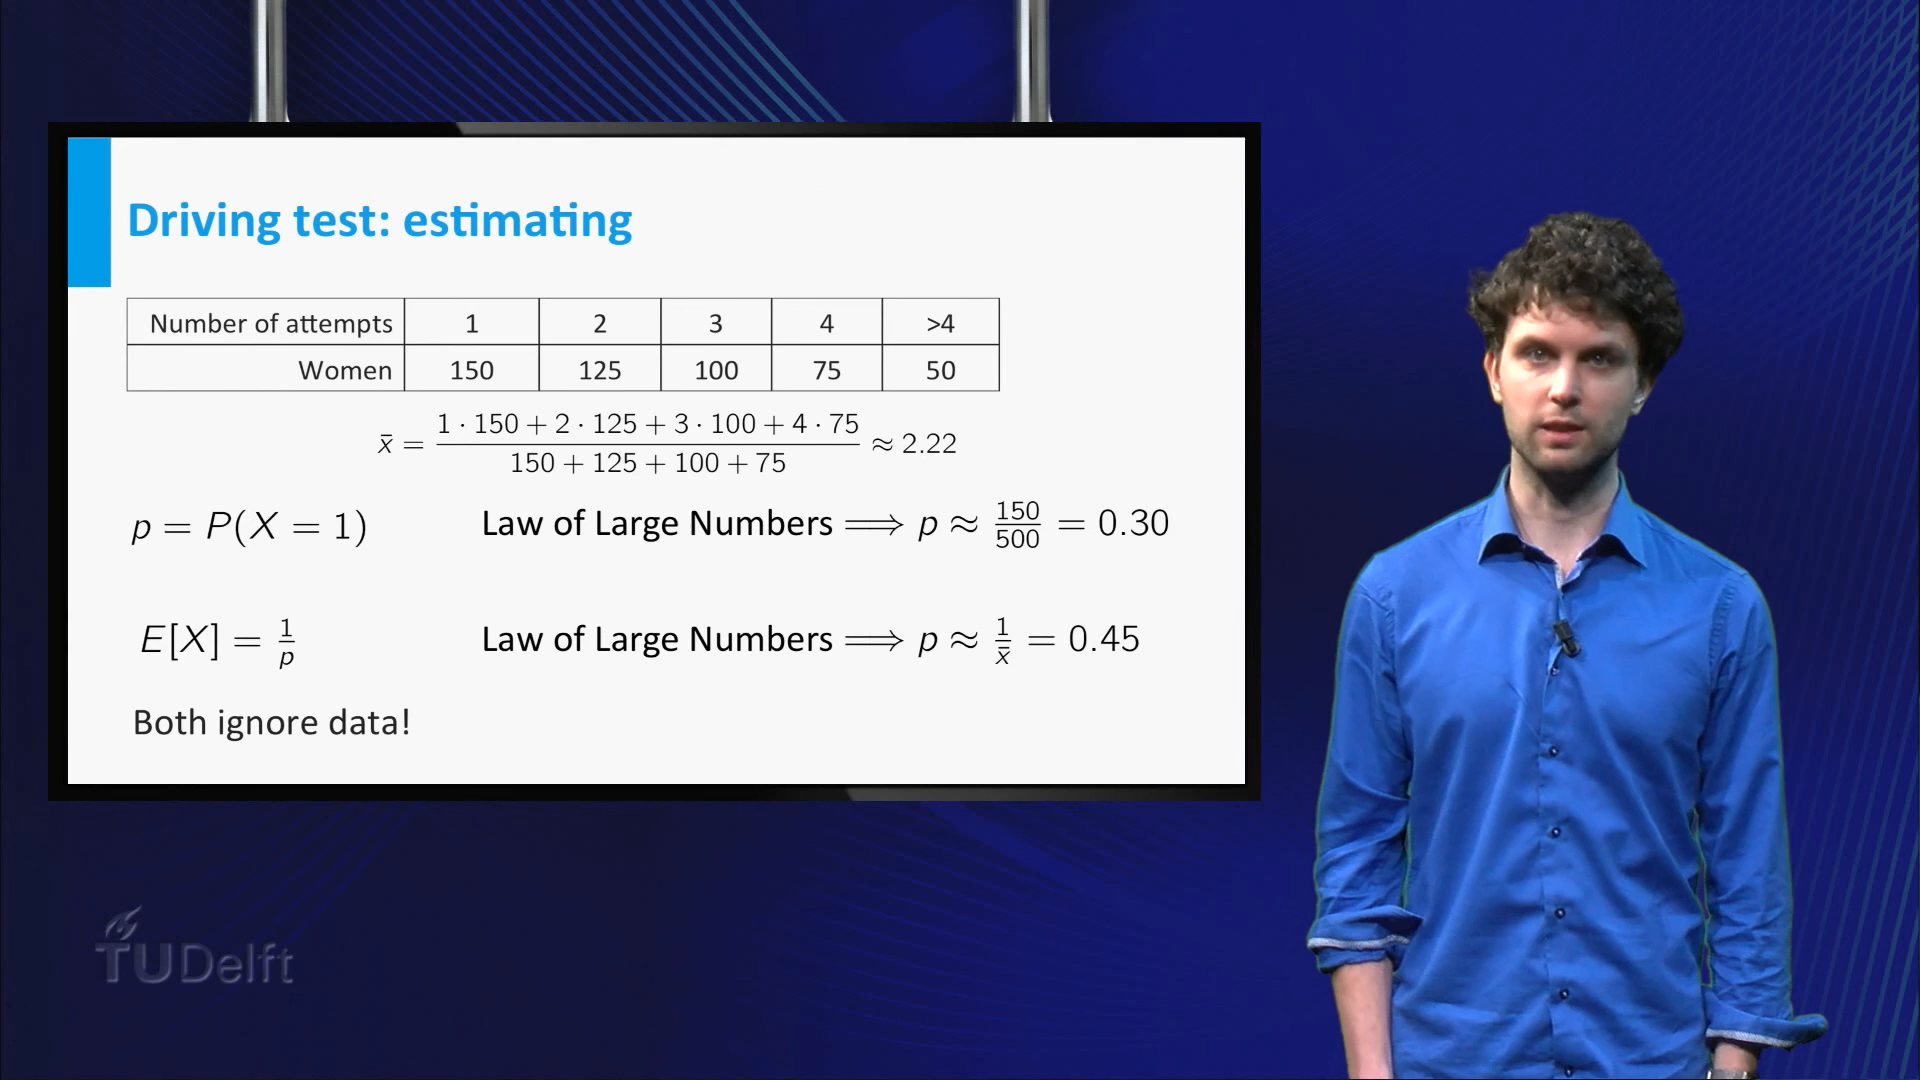 Driving test: estimating
Number of attempts 1 2 3 4 >4
Women 150 125 100 75 50
x̄ = (1 · 150 + 2 · 125 + 3 · 100 + 4 · 75) / (150 + 125 + 100 + 75) ≈ 2.22
p = P(X = 1) Law of Large Numbers ⟹ p ≈ 150/500 = 0.30
E[X] = 1/p Law of Large Numbers ⟹ p ≈ 1/x̄ = 0.45
Both ignore data!
TUDelft